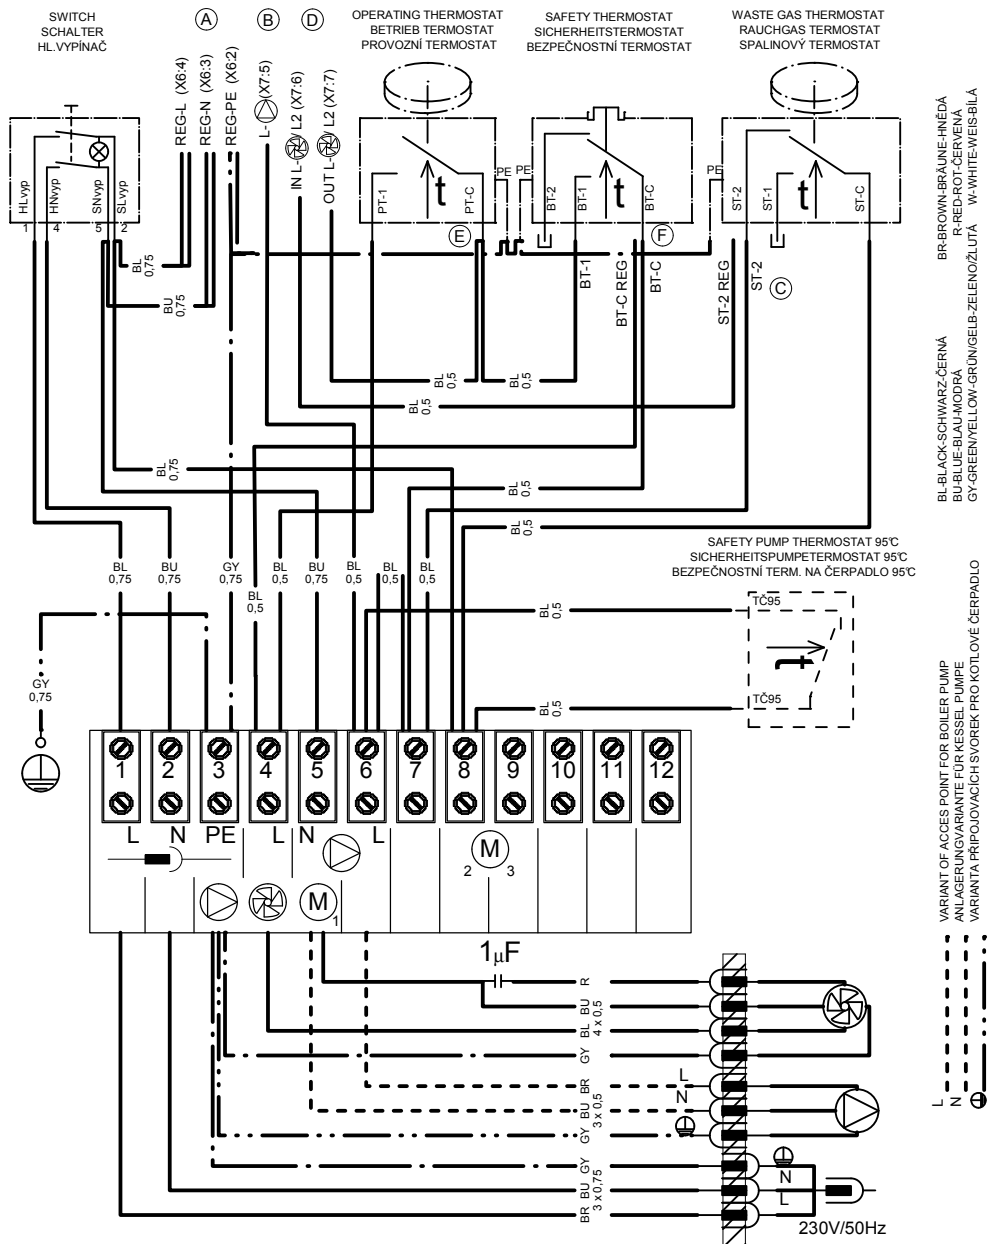 SWITCH
SCHALTER
HL.VYPÍNAČ
A
B
D
OPERATING THERMOSTAT
BETRIEB TERMOSTAT
PROVOZNÍ TERMOSTAT
SAFETY THERMOSTAT
SICHERHEITSTERMOSTAT
BEZPEČNOSTNÍ TERMOSTAT
WASTE GAS THERMOSTAT
RAUCHGAS TERMOSTAT
SPALINOVÝ TERMOSTAT
REG-L (X6:4)
REG-N (X6:3)
REG-PE (X6:2)
L- (X7:5)
IN L- / L2 (X7:6)
OUT L- / L2 (X7:7)
HLvyp
HNvyp
SNvyp
SLvyp
1 4 5 2
PT-1
t
PT-C
PE
PE
BT-2
BT-1
t
BT-C
PE
ST-2
ST-1
t
ST-C
E
F
C
BL
0,75
BU
0,75
BT-1
BT-C REG
BT-C
ST-2 REG
ST-2
BL
0,5
BL
0,5
BL
0,5
BL
0,75
BL
0,5
BL
0,5
BL
0,5
BR-BROWN-BRÄUNE-HNĚDÁ
R-RED-ROT-ČERVENÁ
W-WHITE-WEIS-BÍLÁ
BL-BLACK-SCHWARZ-ČERNÁ
BU-BLUE-BLAU-MODRÁ
GY-GREEN/YELLOW-GRÜN/GELB-ZELENO/ŽLUTÁ
SAFETY PUMP THERMOSTAT 95°C
SICHERHEITSPUMPETERMOSTAT 95°C
BEZPEČNOSTNÍ TERM. NA ČERPADLO 95°C
BL
0,75
BU
0,75
GY
0,75
BL
0,5
BL
0,5
BU
0,75
BL
0,5
BL
0,5
BL
0,5
BL
0,5
TČ95
t
TČ95
BL
0,5
GY
0,75
VARIANT OF ACCES POINT FOR BOILER PUMP
ANLAGERUNGVARIANTE FÜR KESSEL PUMPE
VARIANTA PŘIPOJOVACÍCH SVOREK PRO KOTLOVÉ ČERPADLO
L
N
1 2 3 4 5 6 7 8 9 10 11 12
L N PE L N L
M
2 3
M
1
1µF
R
BU
BL
4 x 0,5
GY
BR
BU
3 x 0,5
GY
L
N
GY
BU
3 x 0,75
BR
N
L
230V/50Hz